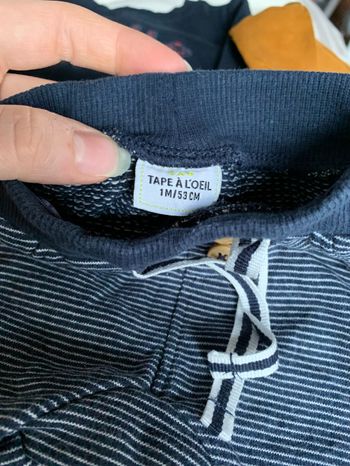 TAPE À L'OEIL
1M/53CM